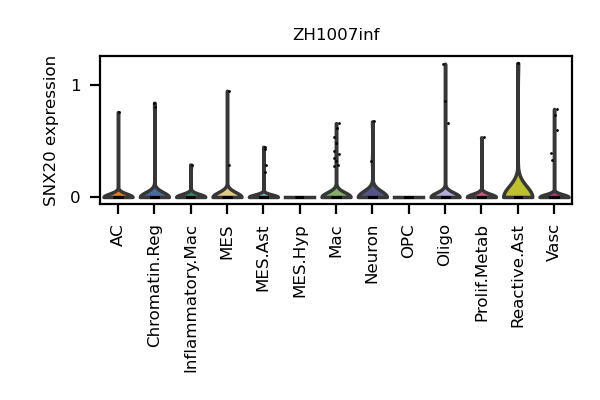 ZH1007inf
SNX20 expression
1
0
AC
Chromatin.Reg
Inflammatory.Mac
MES
MES.Ast
MES.Hyp
Mac
Neuron
OPC
Oligo
Prolif.Metab
Reactive.Ast
Vasc